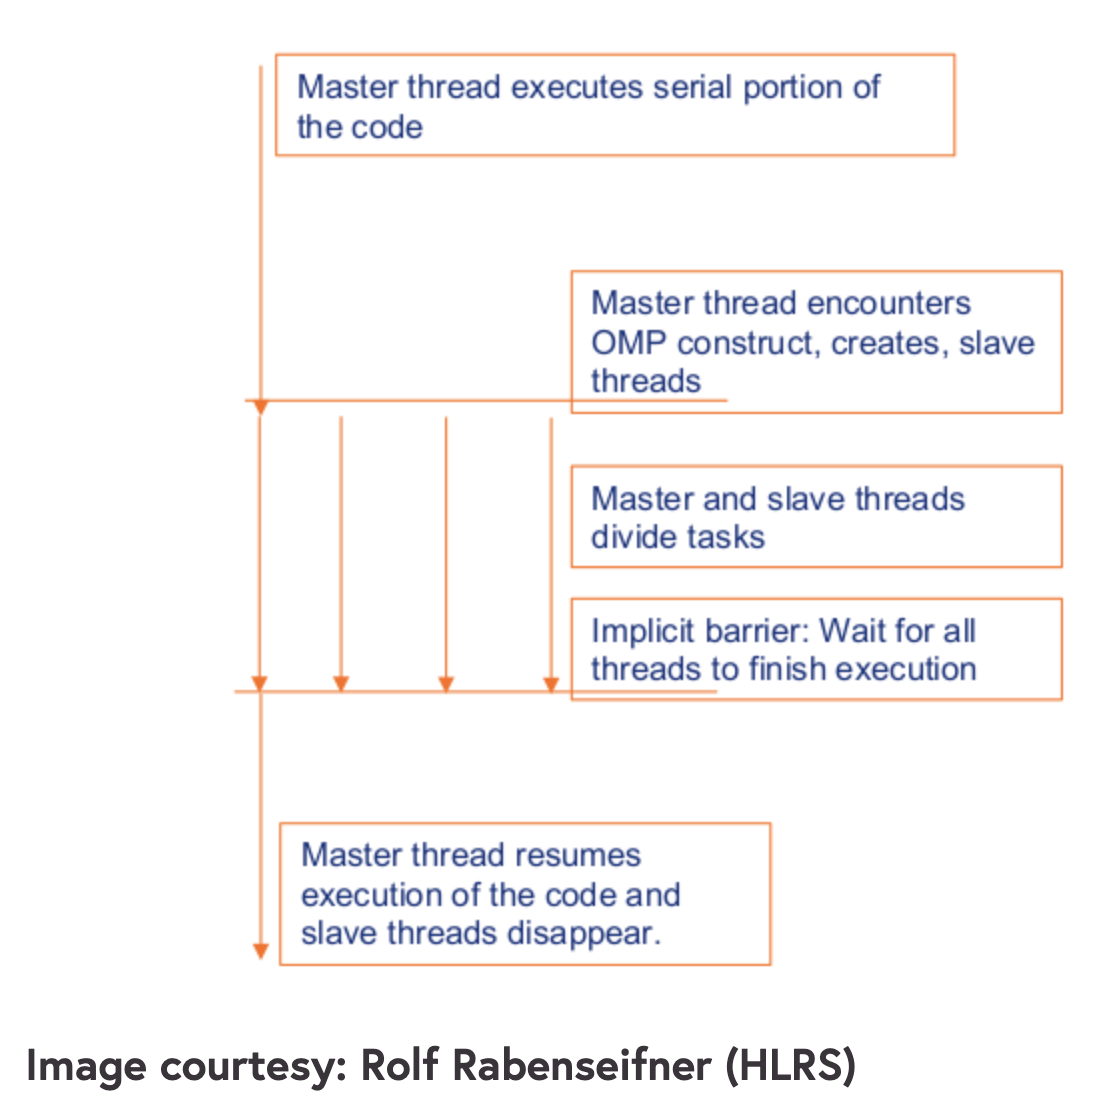 Master thread executes serial portion of
the code
Master thread encounters
OMP construct, creates, slave
threads
Master and slave threads
divide tasks
Implicit barrier: Wait for all
threads to finish execution
Master thread resumes
execution of the code and
slave threads disappear.
Image courtesy: Rolf Rabenseifner (HLRS)